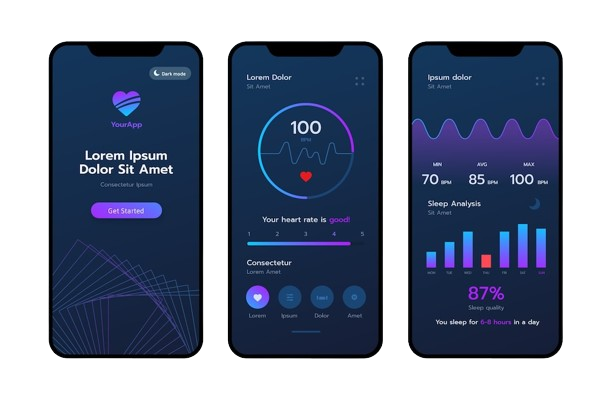 Dark mode
YourApp
Lorem Ipsum
Dolor Sit Amet
Consectetur Ipsum
Get Started
Lorem Dolor
Sit Amet
100
BPM
Your heart rate is good!
1 2 3 4 5
Consectetur
Lorem Amet
Lorem Ipsum Dolor Amet
Ipsum dolor
Sit Amet
MIN AVG MAX
70 BPM 85 BPM 100 BPM
Sleep Analysis
Sit Amet
MON TUE WED THU FRI SAT SUN
87%
Sleep quality
You sleep for 6-8 hours in a day